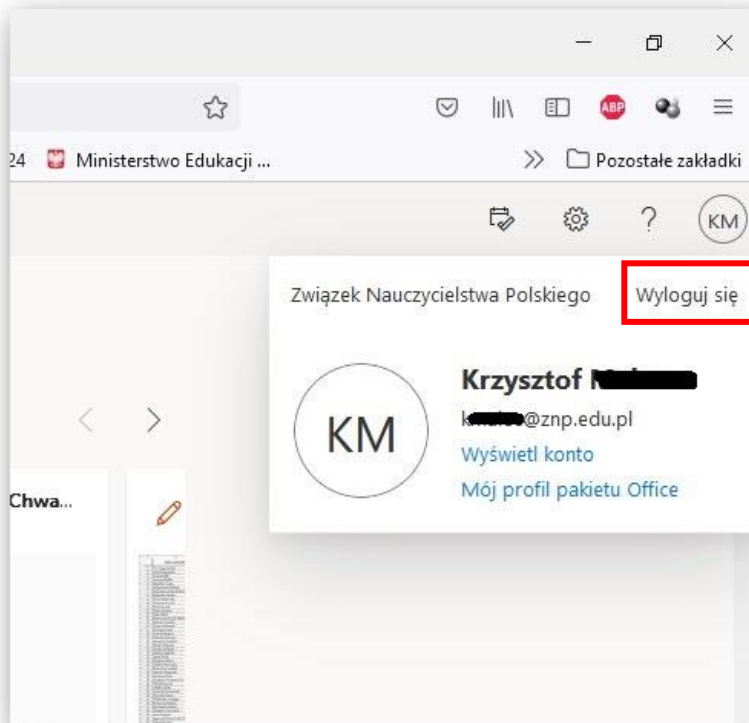 ABP
24 Ministerstwo Edukacji ...
Pozostałe zakładki
? KM
Związek Nauczycielstwa Polskiego Wyloguj się
KM
Krzysztof
@znp.edu.pl
Wyświetl konto
Mój profil pakietu Office
Chwa...